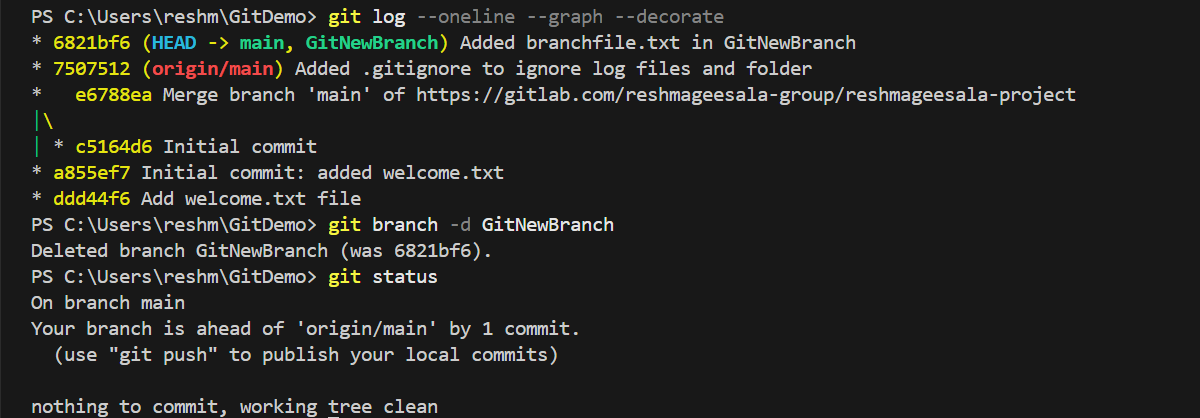 PS C:\Users\reshm\GitDemo> git log --oneline --graph --decorate
* 6821bf6 (HEAD -> main, GitNewBranch) Added branchfile.txt in GitNewBranch
* 7507512 (origin/main) Added .gitignore to ignore log files and folder
*   e6788ea Merge branch 'main' of https://gitlab.com/reshmageesala-group/reshmageesala-project
|\
| * c5164d6 Initial commit
* a855ef7 Initial commit: added welcome.txt
* ddd44f6 Add welcome.txt file
PS C:\Users\reshm\GitDemo> git branch -d GitNewBranch
Deleted branch GitNewBranch (was 6821bf6).
PS C:\Users\reshm\GitDemo> git status
On branch main
Your branch is ahead of 'origin/main' by 1 commit.
  (use "git push" to publish your local commits)
nothing to commit, working tree clean